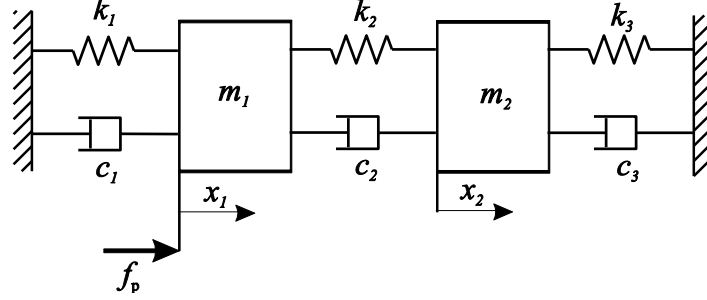 k₁ k₂ k₃
m₁ m₂
c₁ c₂ c₃
x₁ x₂
fₚ